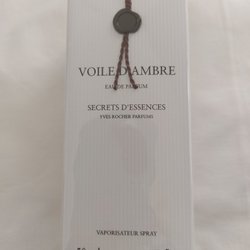 VOILE D'AMBRE
EAU DE PARFUM
SECRETS D'ESSENCES
YVES ROCHER PARFUMS
VAPORISATEUR SPRAY